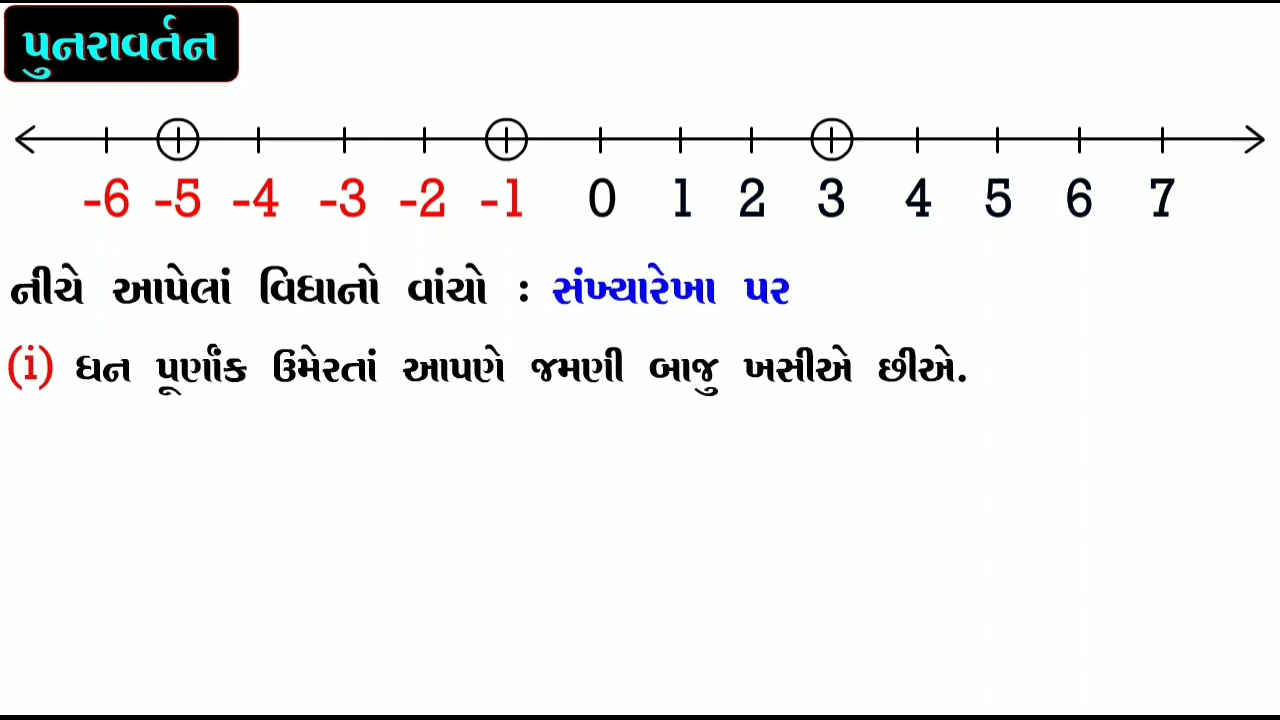 પુનરાવર્તન
-6 -5 -4 -3 -2 -1 0 1 2 3 4 5 6 7
નીચે આપેલાં વિધાનો વાંચો : સંખ્યારેખા પર
(i) ધન પૂર્ણાંક ઉમેરતાં આપણે જમણી બાજુ ખસીએ છીએ.